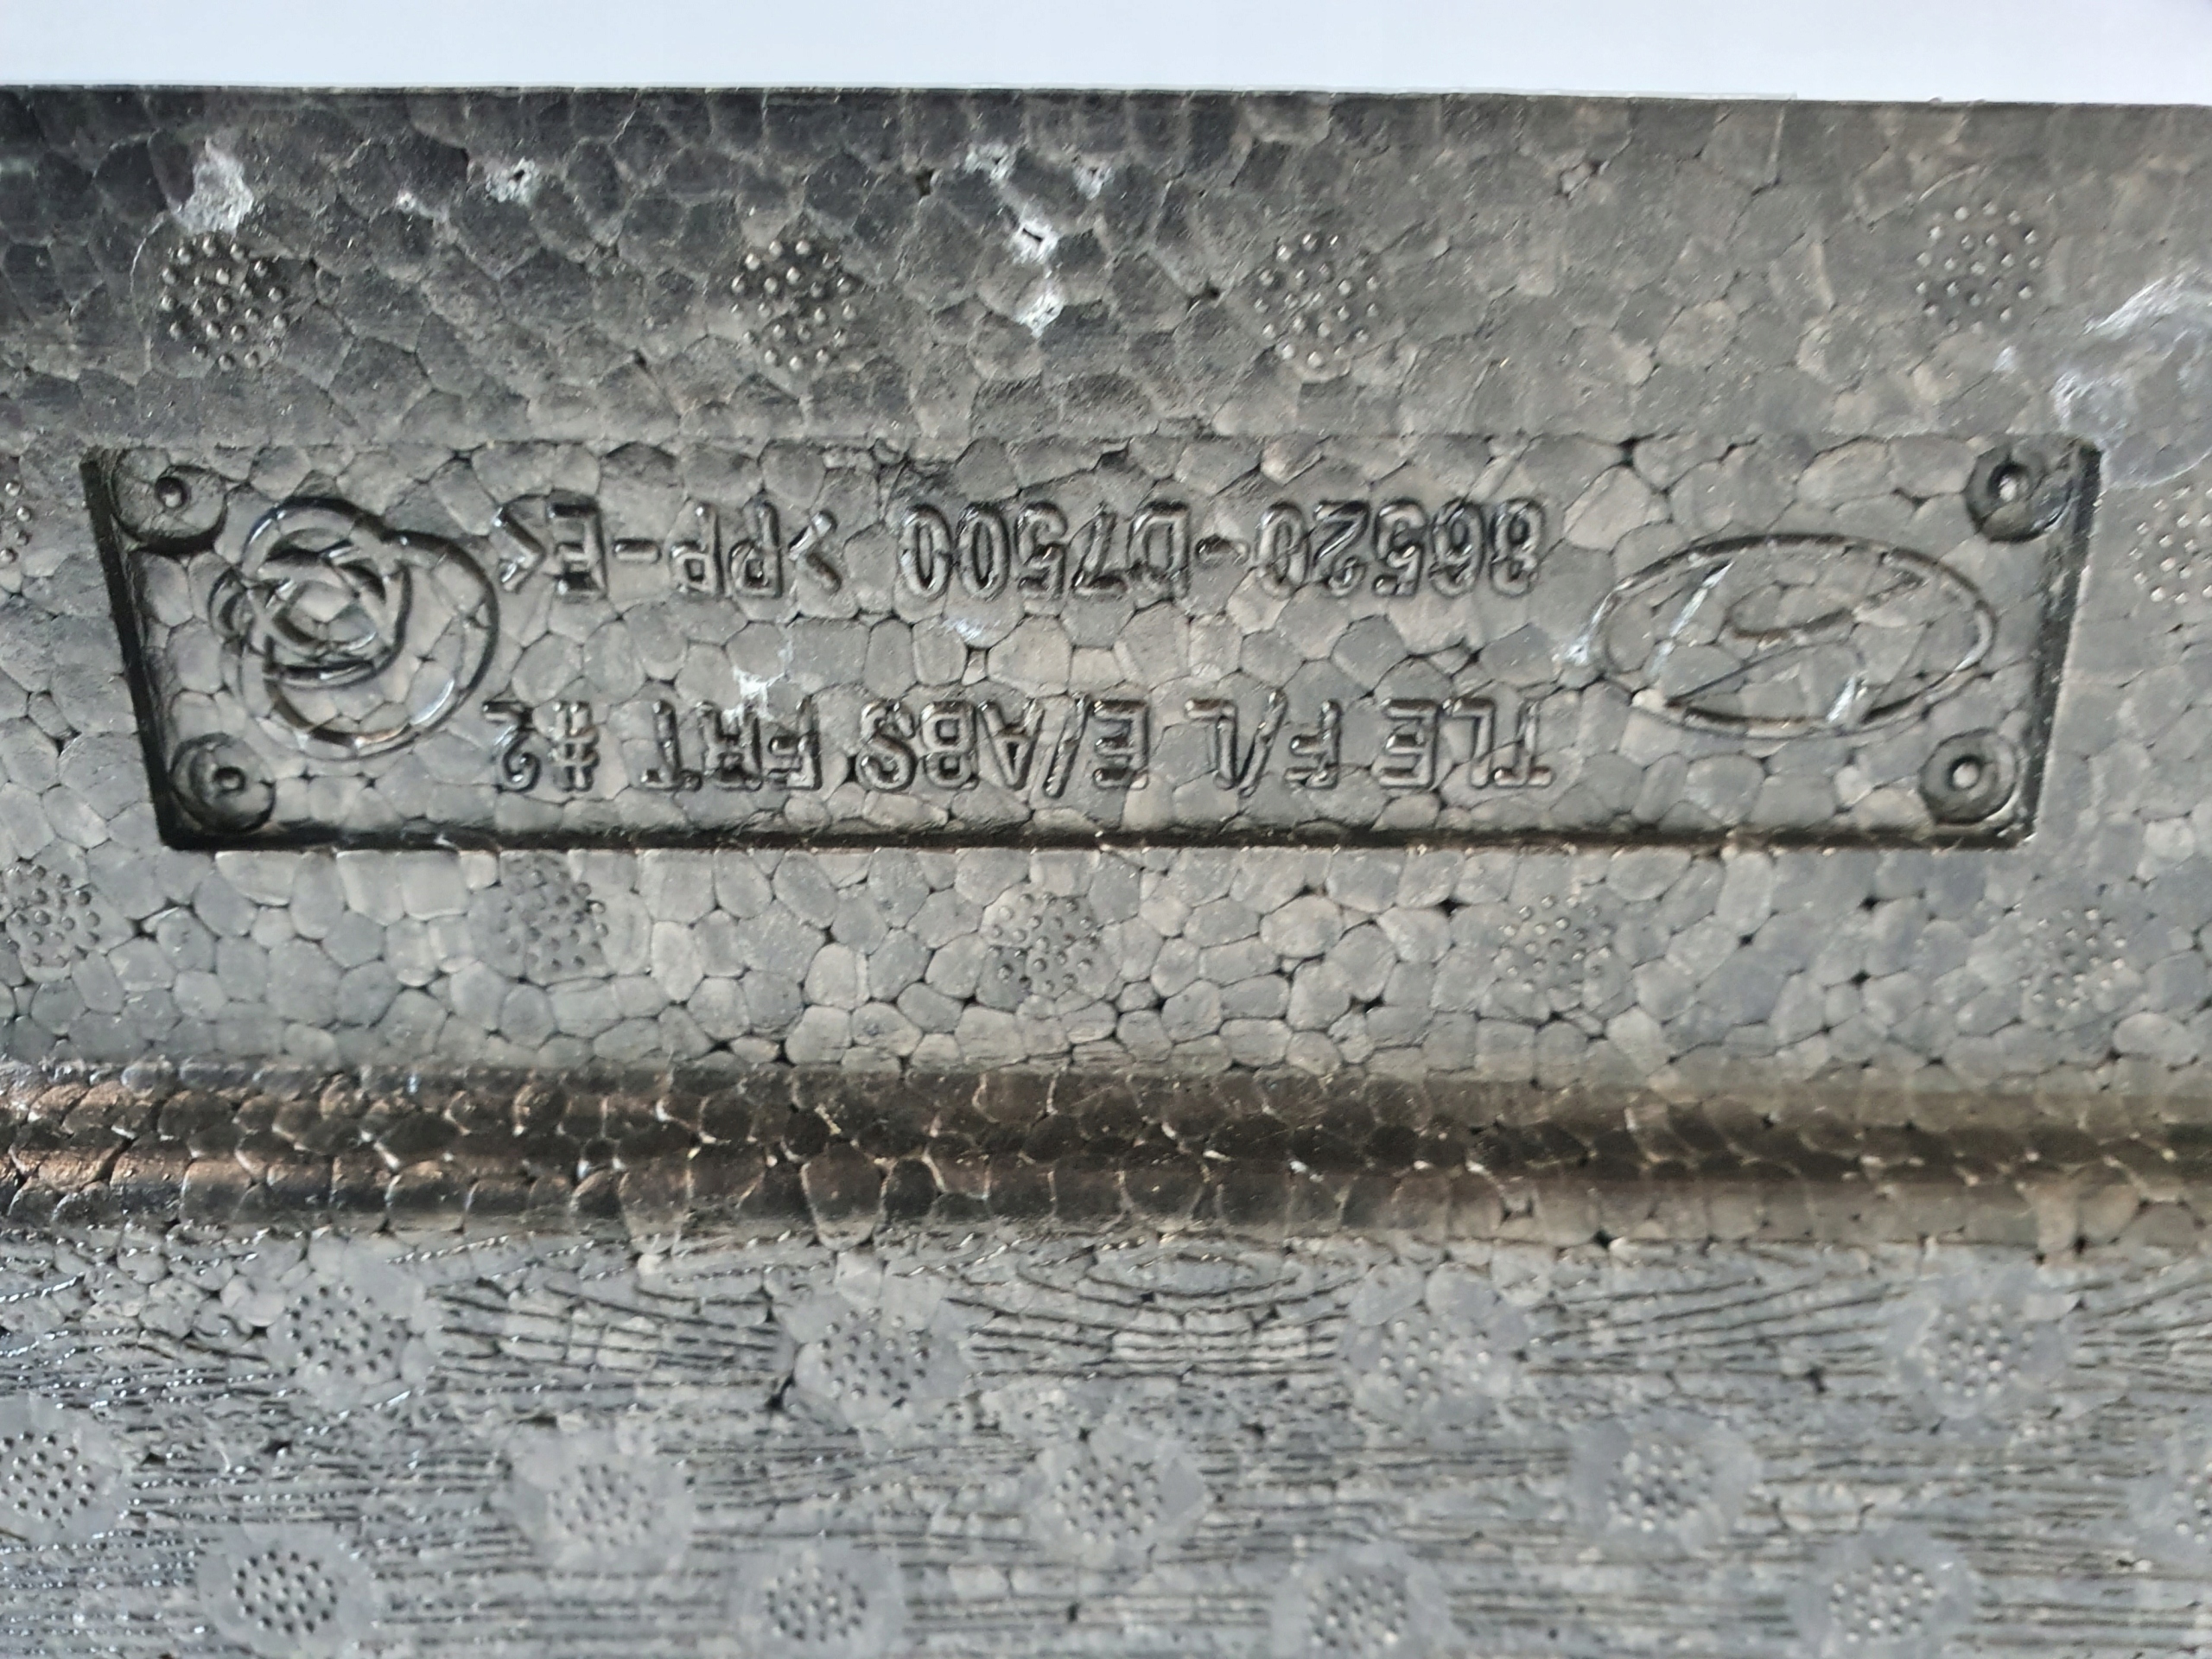 TLE F/L E/ABS FRT #2
86520-D7500 >PP-E<